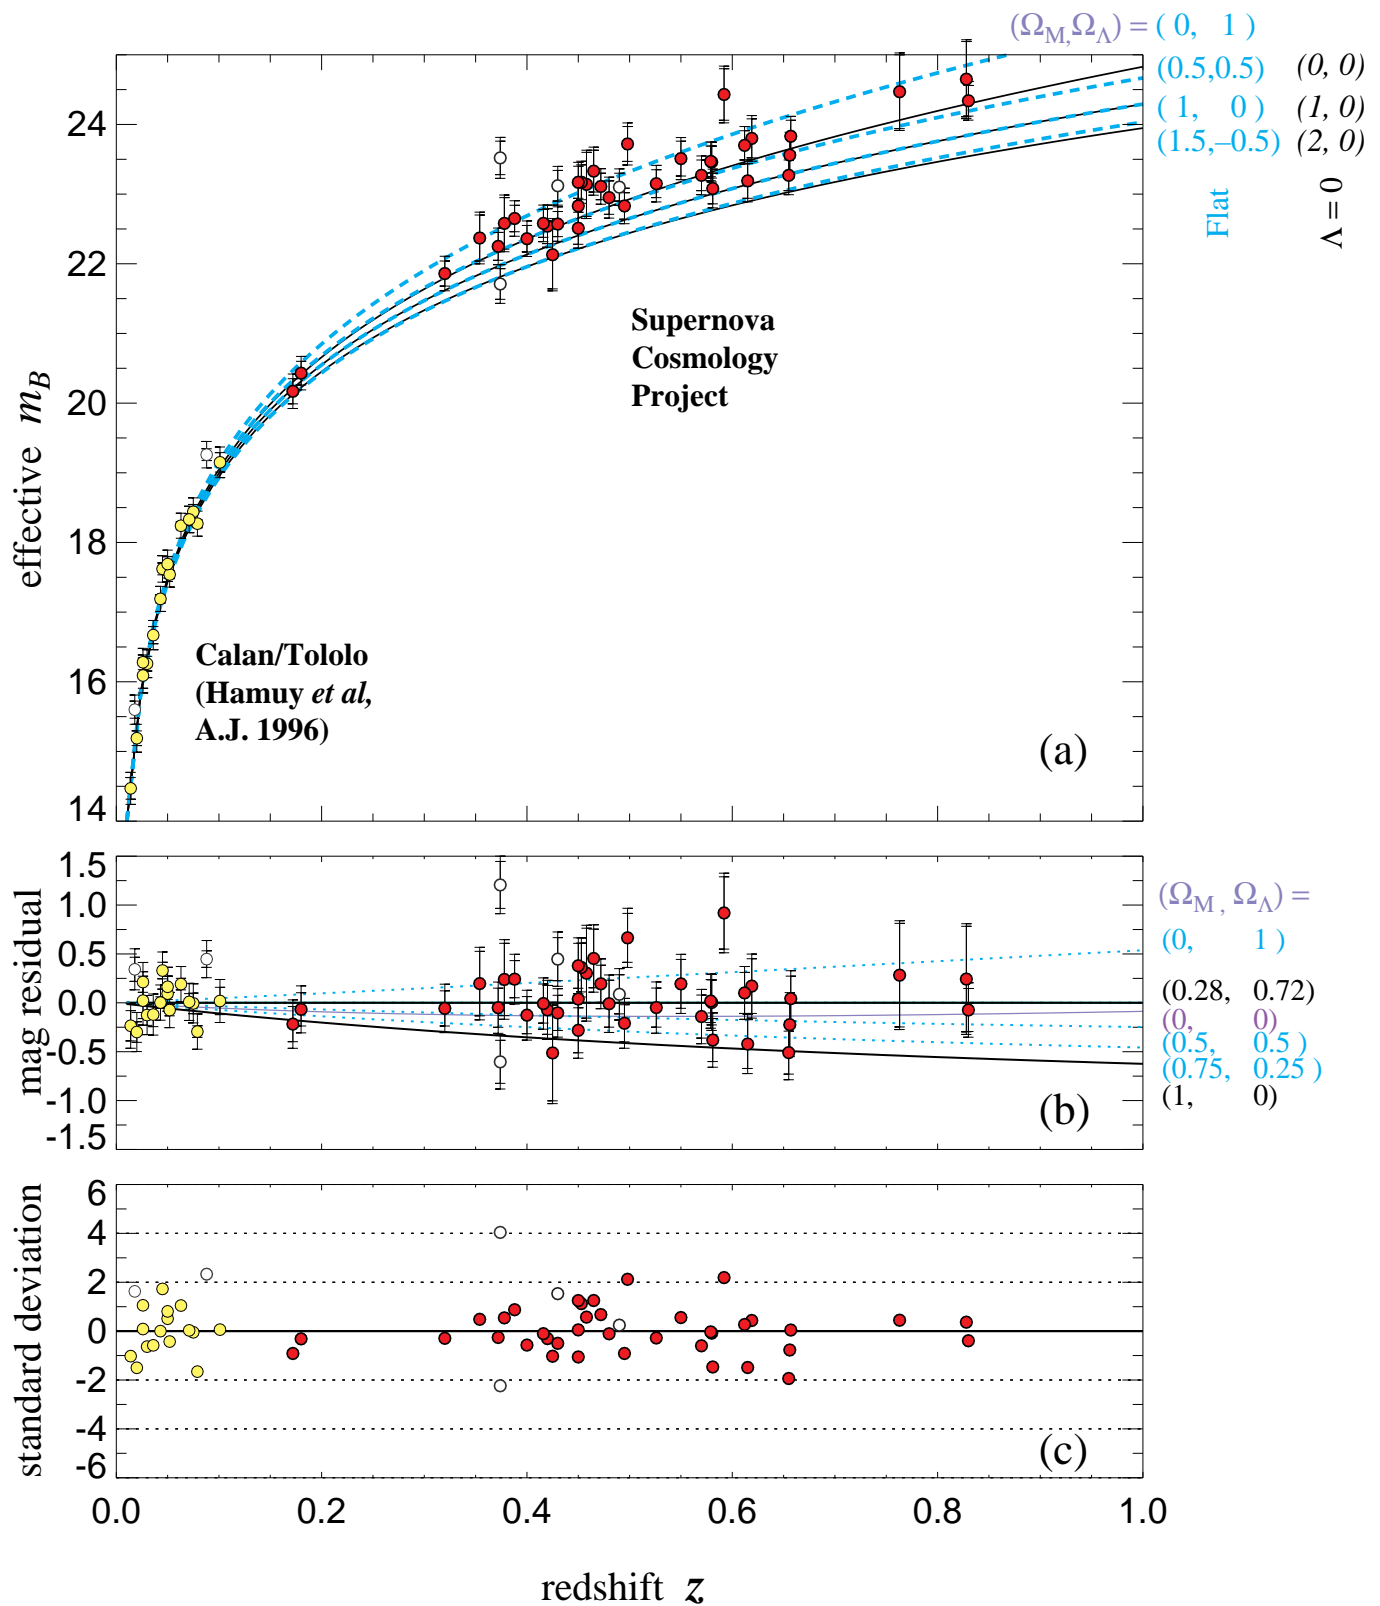 (ΩM,ΩΛ) = ( 0, 1 )
(0.5,0.5) (0, 0)
( 1, 0 ) (1, 0)
(1.5,–0.5) (2, 0)
Flat
Λ = 0
24
22
20
18
16
14
effective mB
Supernova
Cosmology
Project
Calan/Tololo
(Hamuy et al,
A.J. 1996)
(a)
1.5
1.0
0.5
0.0
-0.5
-1.0
-1.5
mag residual
(ΩM , ΩΛ) =
(0, 1)
(0.28, 0.72)
(0, 0)
(0.5, 0.5 )
(0.75, 0.25 )
(1, 0)
(b)
6
4
2
0
-2
-4
-6
standard deviation
(c)
0.0 0.2 0.4 0.6 0.8 1.0
redshift z